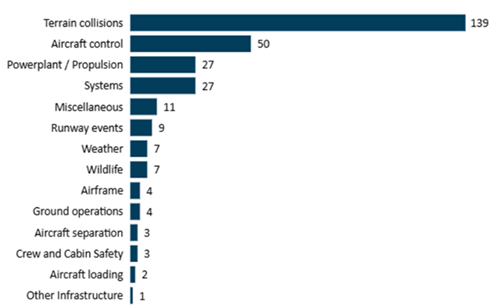 Terrain collisions 139
Aircraft control 50
Powerplant / Propulsion 27
Systems 27
Miscellaneous 11
Runway events 9
Weather 7
Wildlife 7
Airframe 4
Ground operations 4
Aircraft separation 3
Crew and Cabin Safety 3
Aircraft loading 2
Other Infrastructure 1